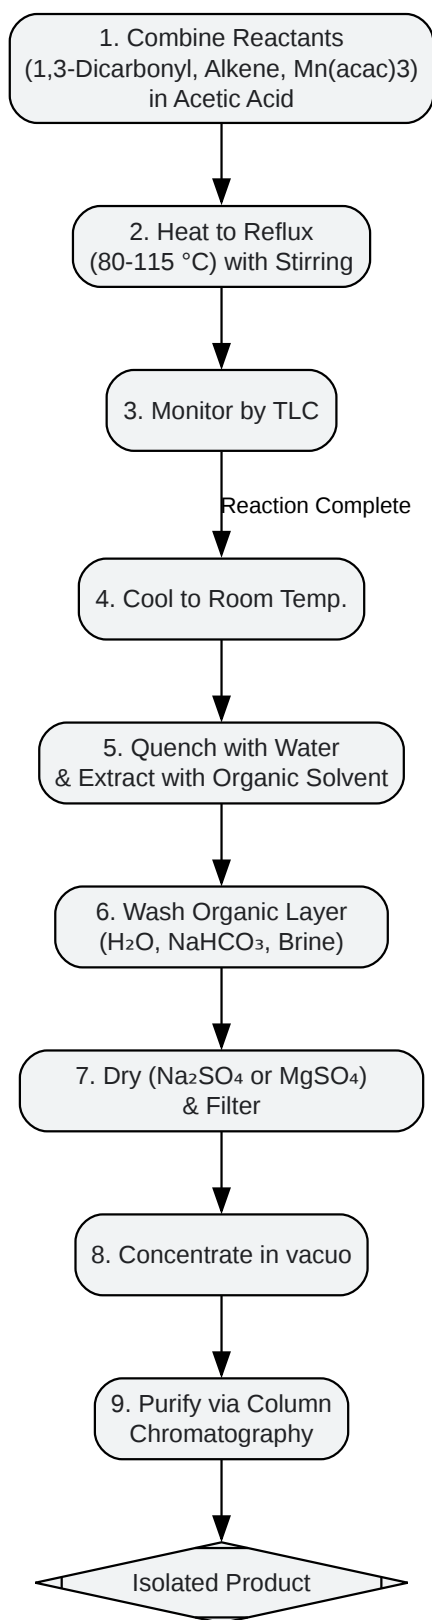 1. Combine Reactants
(1,3-Dicarbonyl, Alkene, Mn(acac)3)
in Acetic Acid
2. Heat to Reflux
(80-115 °C) with Stirring
3. Monitor by TLC
Reaction Complete
4. Cool to Room Temp.
5. Quench with Water
& Extract with Organic Solvent
6. Wash Organic Layer
(H₂O, NaHCO₃, Brine)
7. Dry (Na₂SO₄ or MgSO₄)
& Filter
8. Concentrate in vacuo
9. Purify via Column
Chromatography
Isolated Product